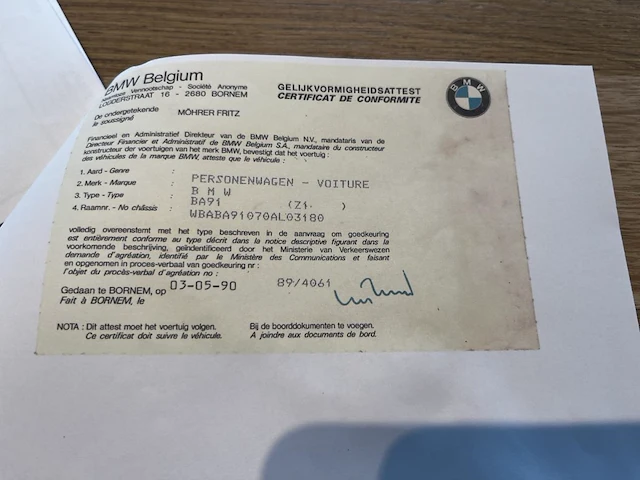 BMW Belgium
Naamloze Vennootschap - Société Anonyme
LODDERSTRAAT 16 - 2680 BORNEM
GELIJKVORMIGHEIDSATTEST
CERTIFICAT DE CONFORMITE
BMW
De ondergetekende
Le soussigné
MÖHRER FRITZ
Financieel en Administratief Direkteur van de BMW Belgium N.V., mandataris van de
Directeur Financier et Administratif de BMW Belgium S.A., mandataire du constructeur
konstrukteur der voertuigen van het merk BMW, bevestigt dat het voertuig :
des véhicules de la marque BMW, atteste que le véhicule :
1. Aard - Genre : PERSONENWAGEN - VOITURE
2. Merk - Marque : B M W
3. Type - Type : BA91 (Z1. )
4. Raamnr. - No châssis : WBABA91070AL03180
volledig overeenstemt met het type beschreven in de aanvraag om goedkeuring
est entièrement conforme au type décrit dans la notice descriptive figurant dans la
voorkomende beschrijving, geïdentificeerd door het Ministerie van Verkeerswezen
demande d'agréation, identifié par le Ministère des Communications et faisant
en opgenomen in proces-verbaal van goedkeuring nr :
l'objet du procès-verbal d'agréation no :
Gedaan te BORNEM, op 03-05-90 89/4061
Fait à BORNEM, le
NOTA : Dit attest moet het voertuig volgen. Bij de boorddokumenten te voegen.
Ce certificat doit suivre le véhicule. A joindre aux documents de bord.